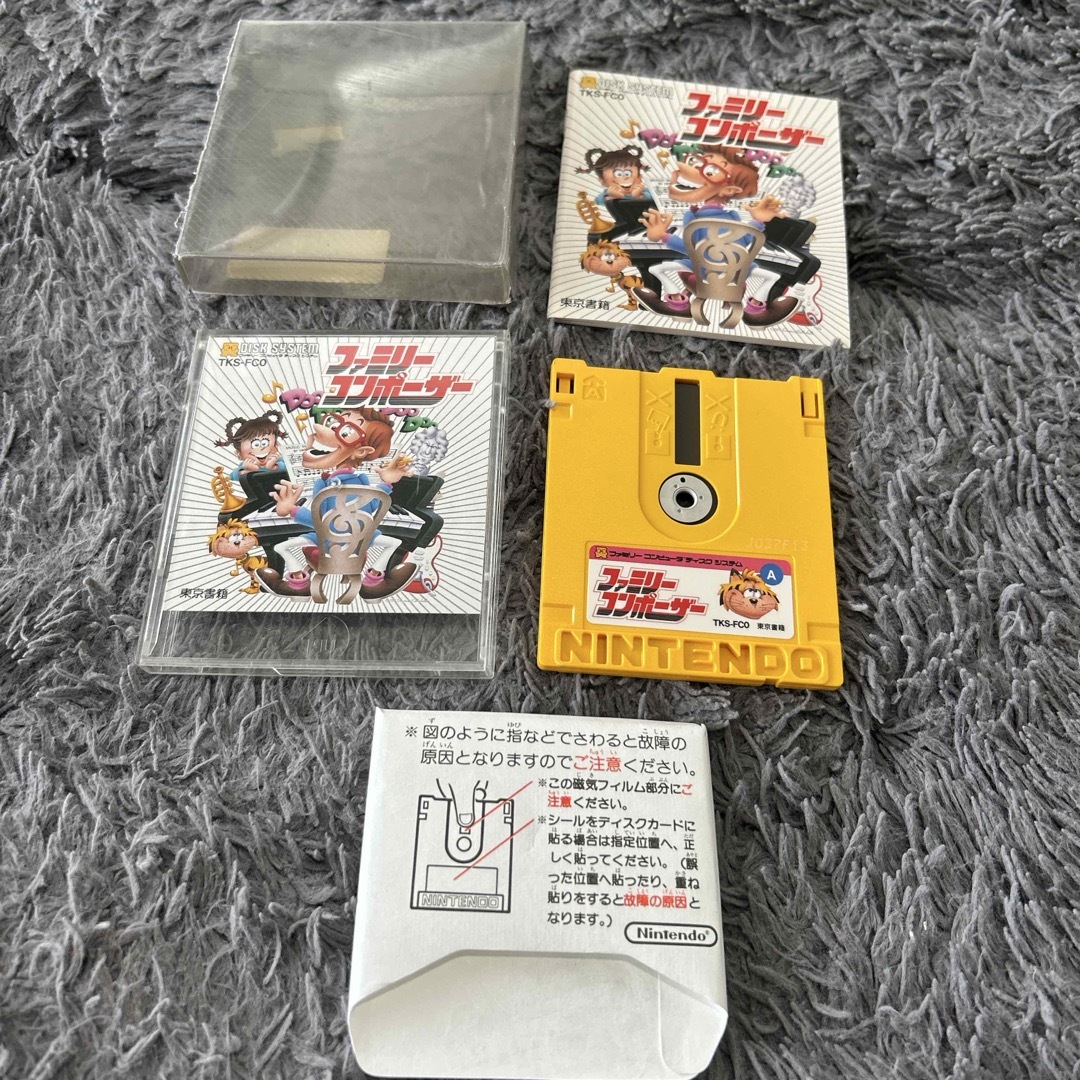 DISK SYSTEM
TKS-FCO
ファミリー
コンポーザー
東京書籍
DISK SYSTEM
TKS-FCO
ファミリー
コンポーザー
東京書籍
A
J037F13
ファミリー コンピュータ ディスク システム
A
ファミリー
コンポーザー
TKS-FCO 東京書籍
NINTENDO
※図のように指などでさわると故障の
原因となりますのでご注意ください。
※この磁気フィルム部分にご
注意ください。
※シールをディスクカードに
貼る場合は指定位置へ、正
しく貼ってください。(誤
った位置へ貼ったり、重ね
貼りをすると故障の原因と
なります。)
NINTENDO
Nintendo®